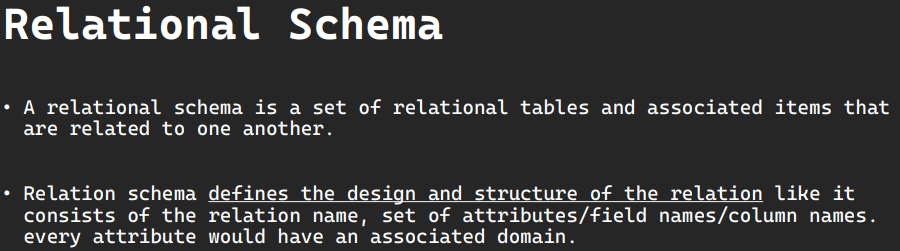 Relational Schema
• A relational schema is a set of relational tables and associated items that
are related to one another.
• Relation schema defines the design and structure of the relation like it
consists of the relation name, set of attributes/field names/column names.
every attribute would have an associated domain.